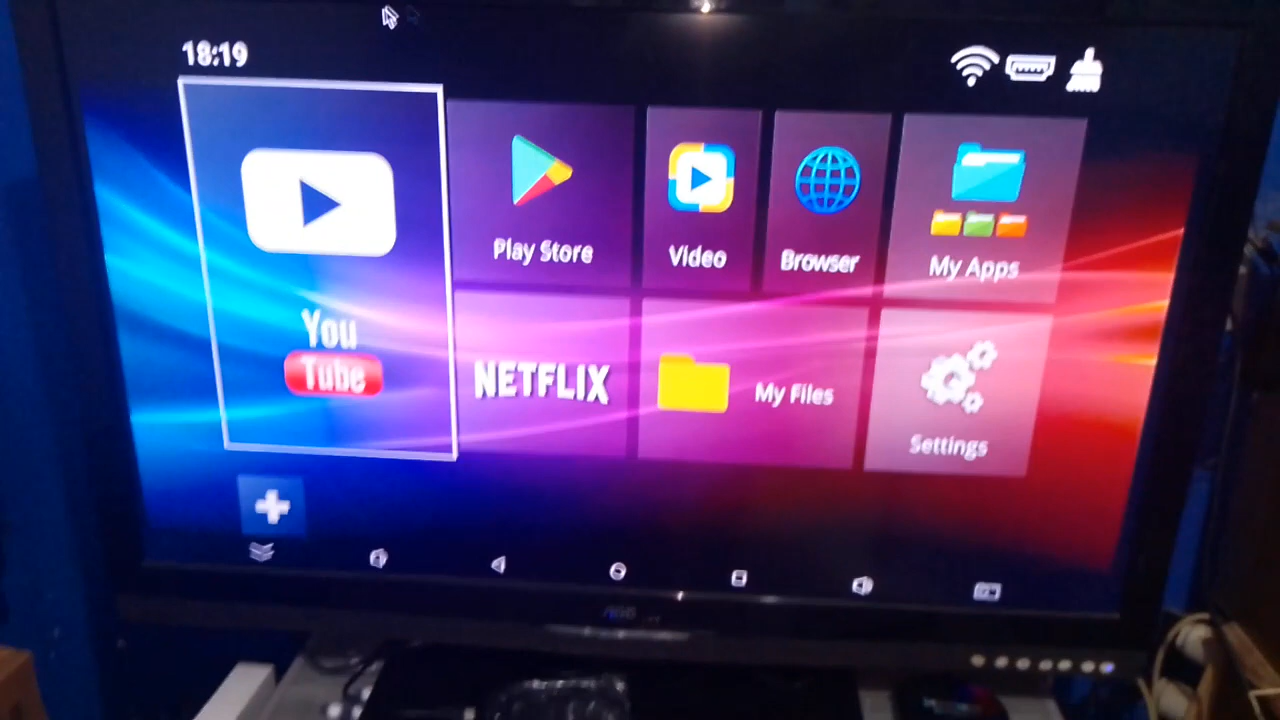 18:19
Play Store
Video
Browser
My Apps
You
Tube
NETFLIX
My Files
Settings